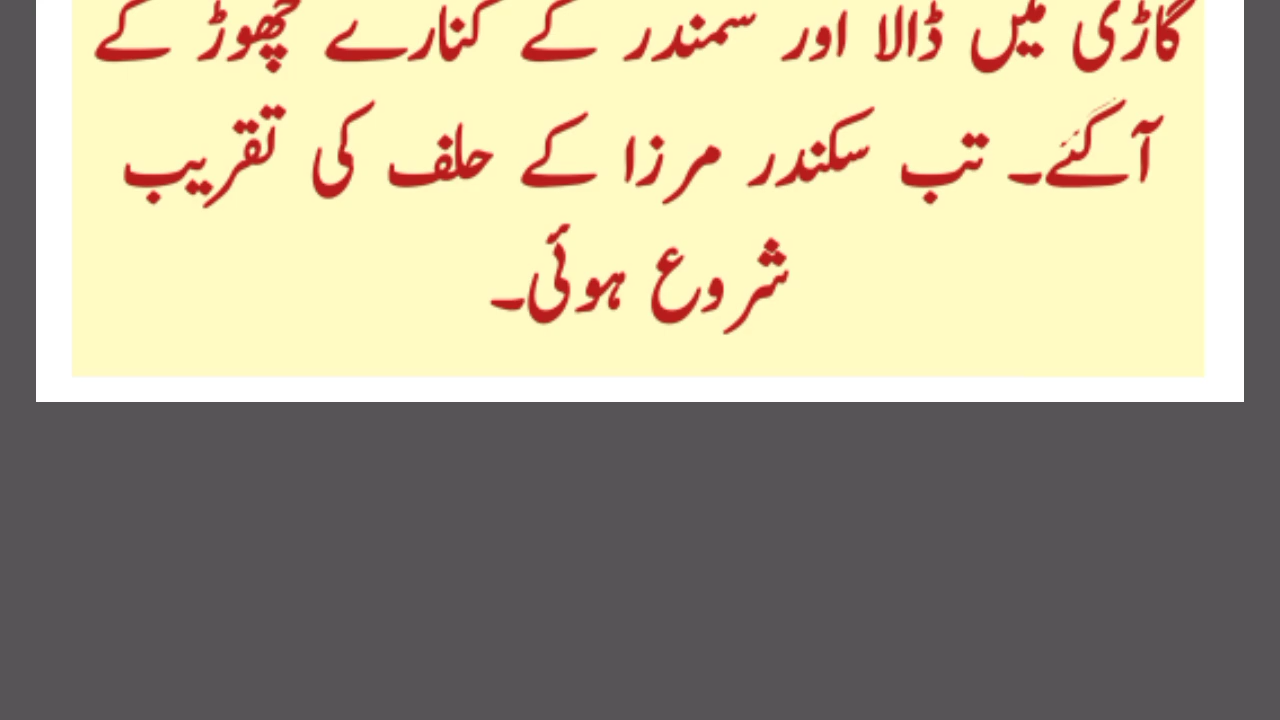 گاڑی میں ڈالا اور سمندر کے کنارے چھوڑ کے
آگئے۔ تب سکندر مرزا کے حلف کی تقریب
شروع ہوئی۔